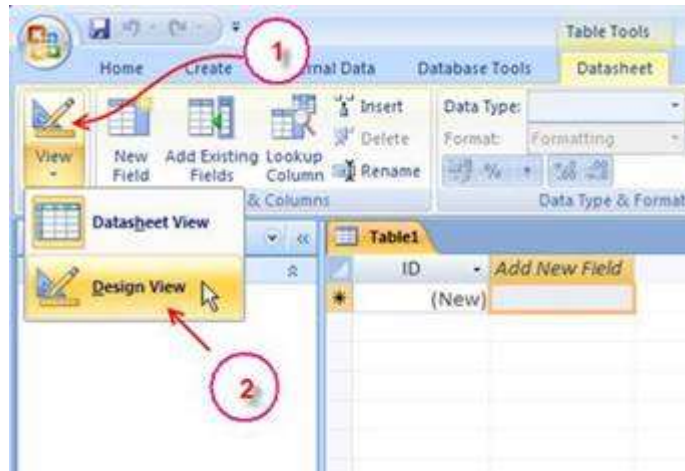 Table Tools
Home Create rnal Data Database Tools Datasheet
1
View
New Field
Add Existing Fields
Lookup Column
Insert
Delete
Rename
Data Type:
Format: Formatting
%
& Columns
Data Type & Format
Datasheet View
Design View
2
Table1
ID Add New Field
(New)